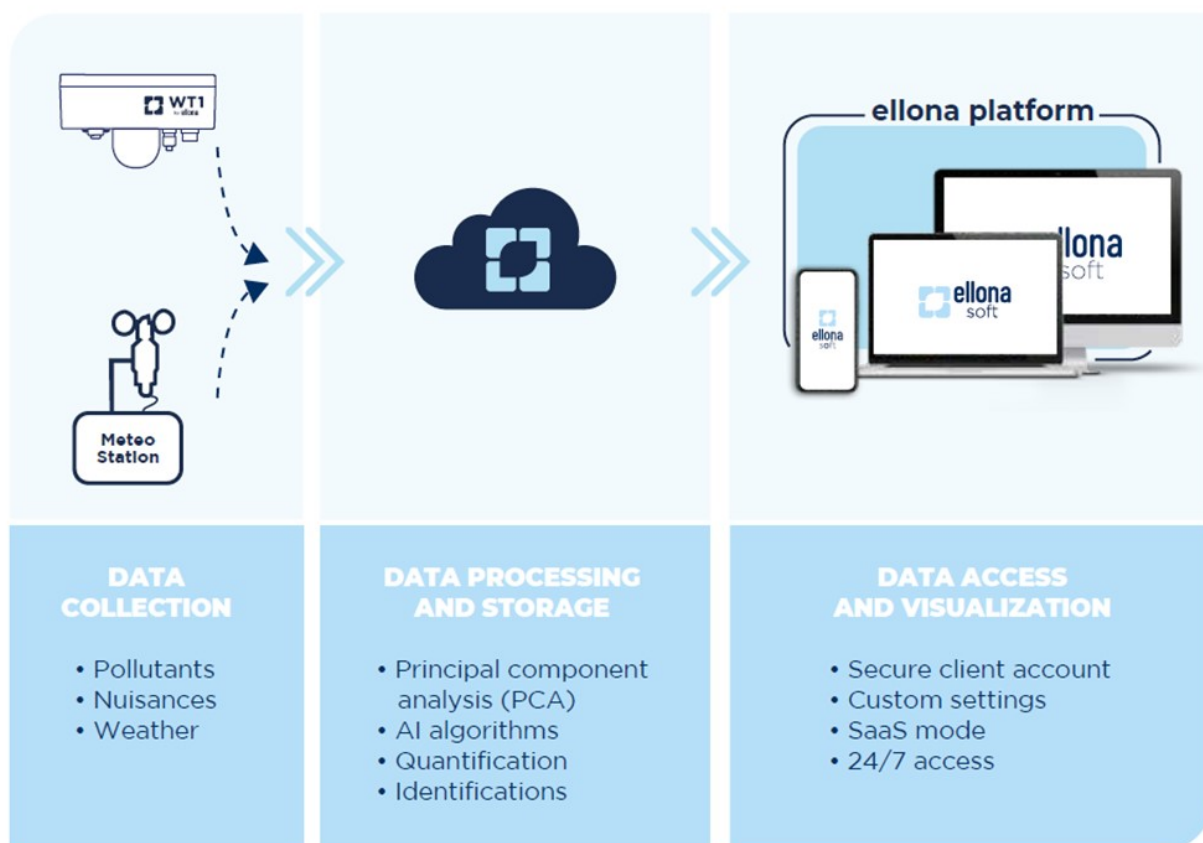 WT1
by ellona
Meteo
Station
ellona platform
ellona
soft
ellona
soft
ellona
soft
DATA
COLLECTION
• Pollutants
• Nuisances
• Weather
DATA PROCESSING
AND STORAGE
• Principal component
analysis (PCA)
• AI algorithms
• Quantification
• Identifications
DATA ACCESS
AND VISUALIZATION
• Secure client account
• Custom settings
• SaaS mode
• 24/7 access